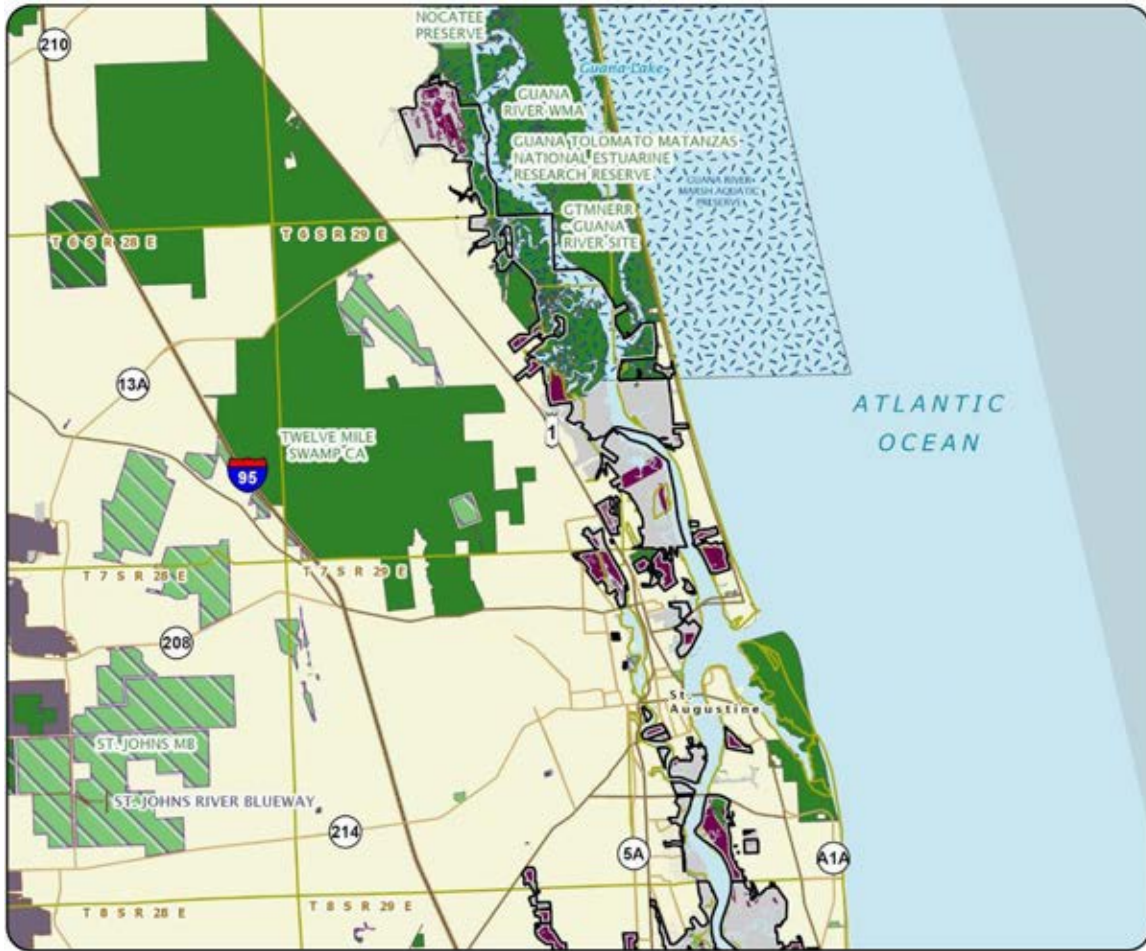 NOCATEE
PRESERVE
210
Guana Lake
GUANA
RIVER WMA
GUANA TOLOMATO MATANZAS
NATIONAL ESTUARINE
RESEARCH RESERVE
GUANA RIVER
MARSH AQUATIC
PRESERVE
GTMNERR
- GUANA
RIVER SITE
T 6 S R 28 E
T 6 S R 29 E
13A
ATLANTIC
OCEAN
1
TWELVE MILE
SWAMP CA
95
T 7 S R 28 E
T 7 S R 29 E
208
St.
Augustine
ST. JOHNS MB
ST. JOHNS RIVER BLUEWAY
214
5A
A1A
T 8 S R 28 E
T 8 S R 29 E